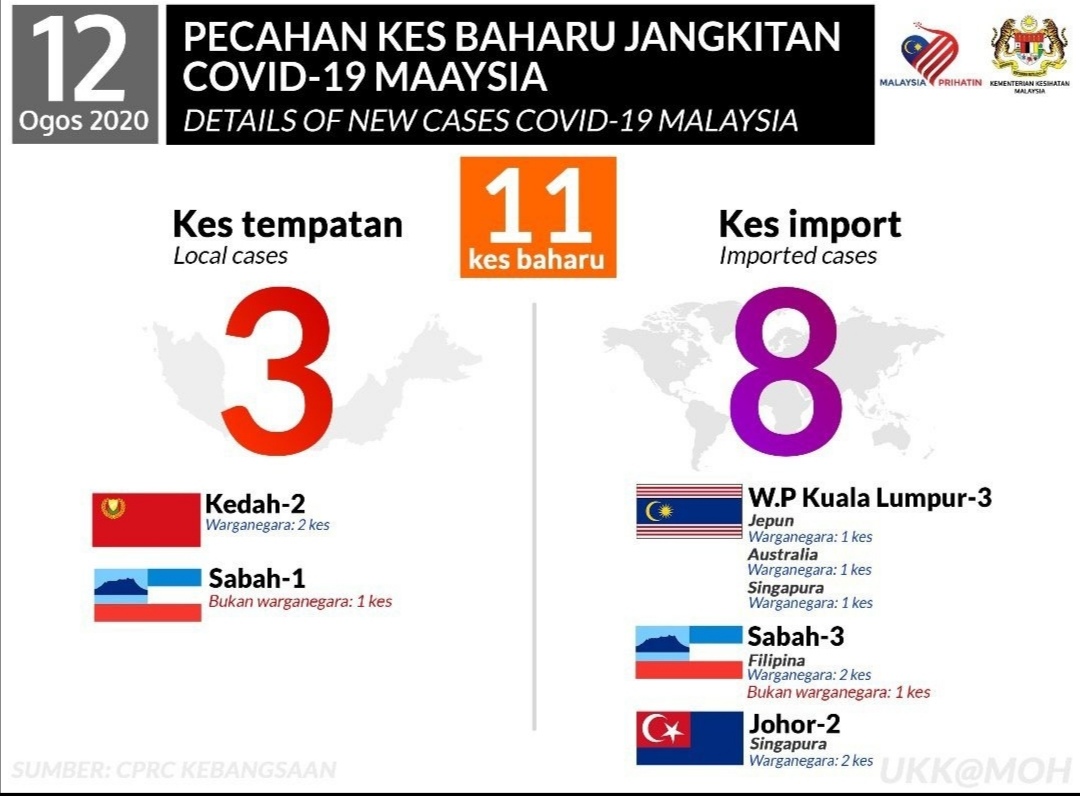 12
Ogos 2020
PECAHAN KES BAHARU JANGKITAN
COVID-19 MAAYSIA
DETAILS OF NEW CASES COVID-19 MALAYSIA
MALAYSIA PRIHATIN
KEMENTERIAN KESIHATAN
MALAYSIA
11
kes baharu
Kes tempatan
Local cases
3
Kedah-2
Warganegara: 2 kes
Sabah-1
Bukan warganegara: 1 kes
Kes import
Imported cases
8
W.P Kuala Lumpur-3
Jepun
Warganegara: 1 kes
Australia
Warganegara: 1 kes
Singapura
Warganegara: 1 kes
Sabah-3
Filipina
Warganegara: 2 kes
Bukan warganegara: 1 kes
Johor-2
Singapura
Warganegara: 2 kes
SUMBER: CPRC KEBANGSAAN
UKK@MOH